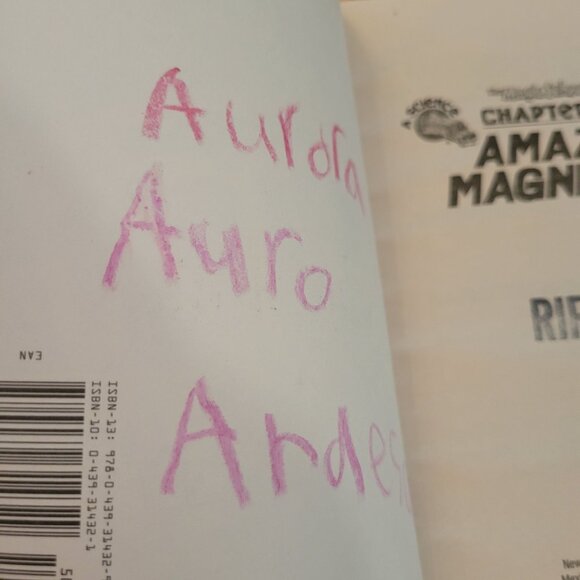 Aurora
Auro
A SCIENCE
CHAPTER
AMAZ
MAGNE
RIF
EAN
ISBN-13: 978-0-439-31432-
ISBN-10: 0-439-31432-1